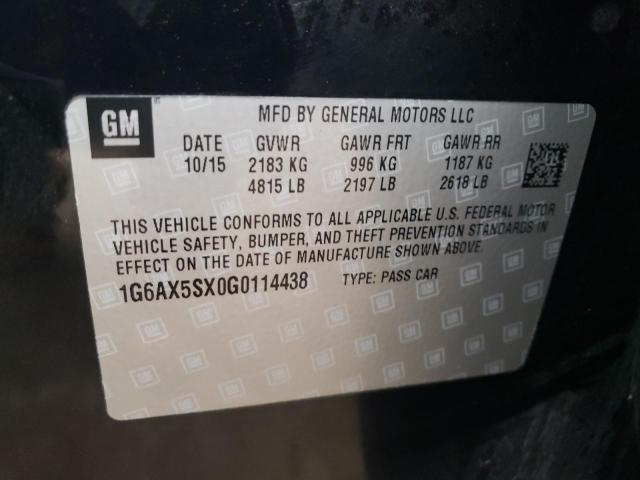 GM MFD BY GENERAL MOTORS LLC
DATE GVWR GAWR FRT GAWR RR
10/15 2183 KG 996 KG 1187 KG
4815 LB 2197 LB 2618 LB
THIS VEHICLE CONFORMS TO ALL APPLICABLE U.S. FEDERAL MOTOR
VEHICLE SAFETY, BUMPER, AND THEFT PREVENTION STANDARDS IN
EFFECT ON THE DATE OF MANUFACTURE SHOWN ABOVE.
1G6AX5SX0G0114438 TYPE: PASS CAR